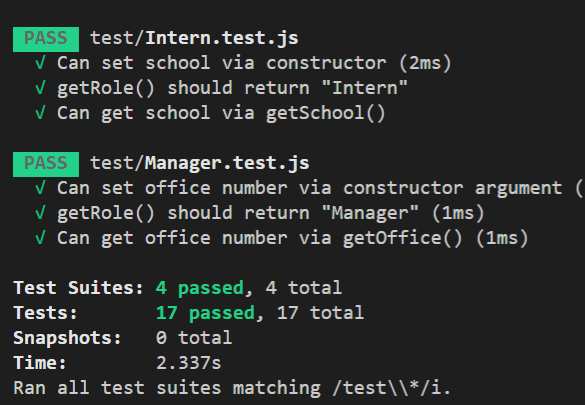 PASS test/Intern.test.js
√ Can set school via constructor (2ms)
√ getRole() should return "Intern"
√ Can get school via getSchool()
PASS test/Manager.test.js
√ Can set office number via constructor argument (
√ getRole() should return "Manager" (1ms)
√ Can get office number via getOffice() (1ms)
Test Suites: 4 passed, 4 total
Tests: 17 passed, 17 total
Snapshots: 0 total
Time: 2.337s
Ran all test suites matching /test\\*/i.